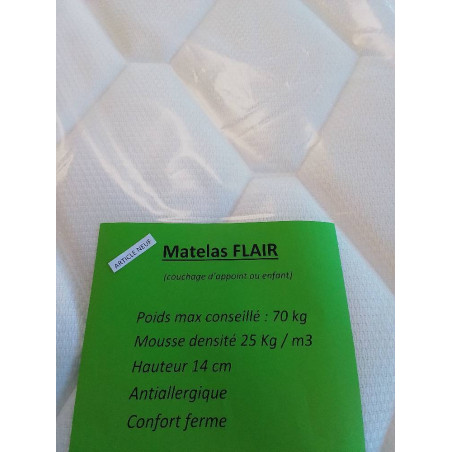 ARTICLE NEUF
Matelas FLAIR
(couchage d'appoint ou enfant)
Poids max conseillé : 70 kg
Mousse densité 25 Kg / m3
Hauteur 14 cm
Antiallergique
Confort ferme